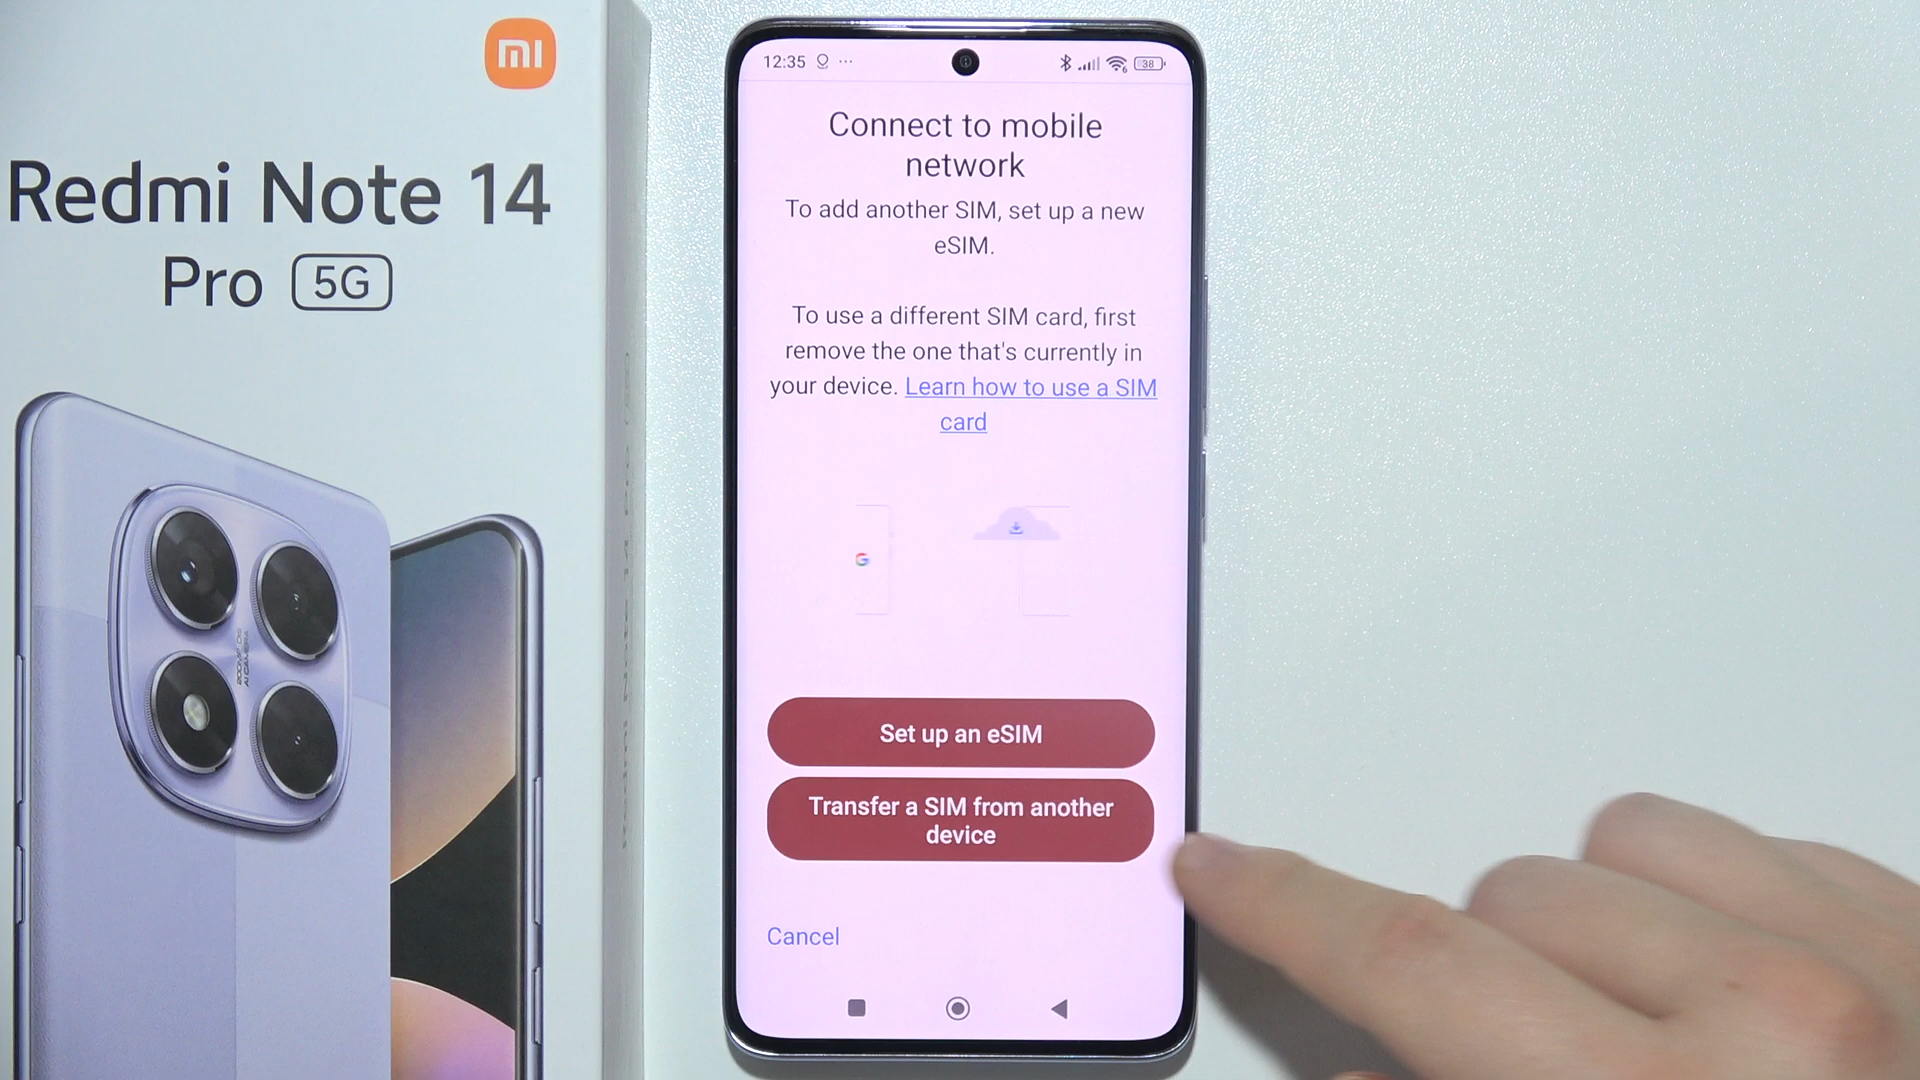 Redmi Note 14
Pro 5G
12:35
38
Connect to mobile
network
To add another SIM, set up a new
eSIM.
To use a different SIM card, first
remove the one that's currently in
your device. Learn how to use a SIM
card
Set up an eSIM
Transfer a SIM from another
device
Cancel